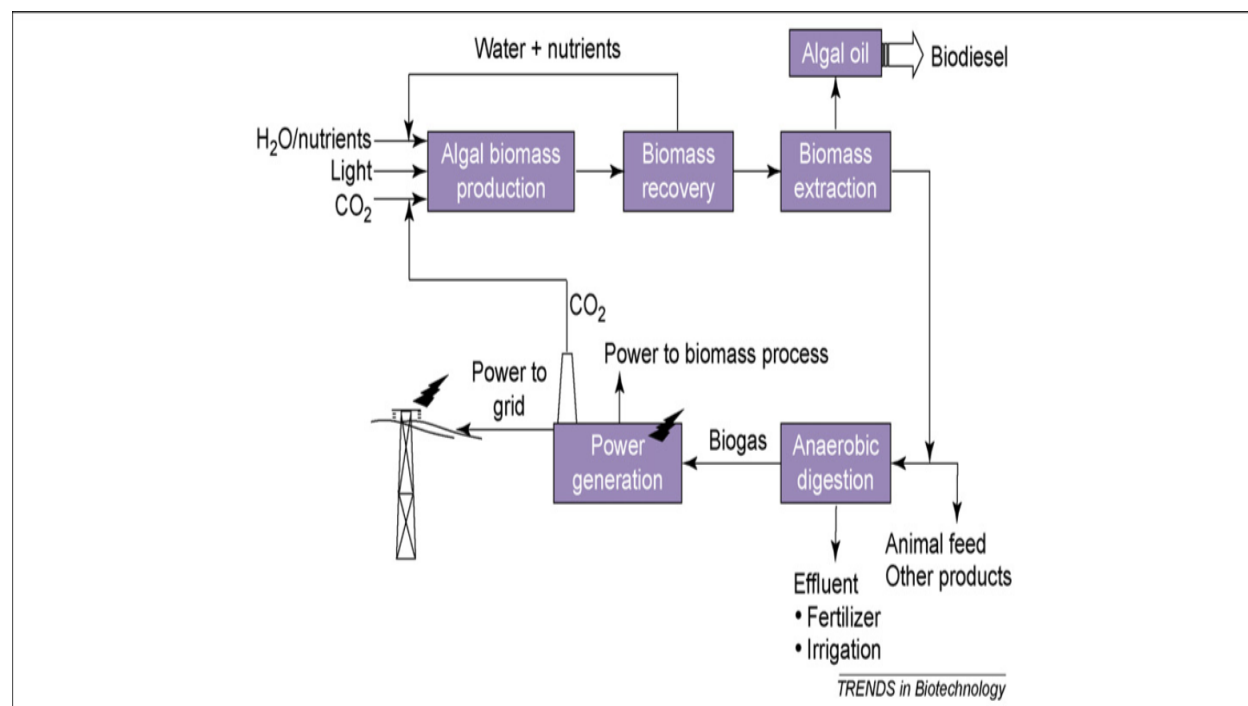 Water + nutrients
Algal oil
Biodiesel
H₂O/nutrients
Light
CO₂
Algal biomass
production
Biomass
recovery
Biomass
extraction
CO₂
Power to
grid
Power to biomass process
Power
generation
Biogas
Anaerobic
digestion
Animal feed
Other products
Effluent
• Fertilizer
• Irrigation
TRENDS in Biotechnology